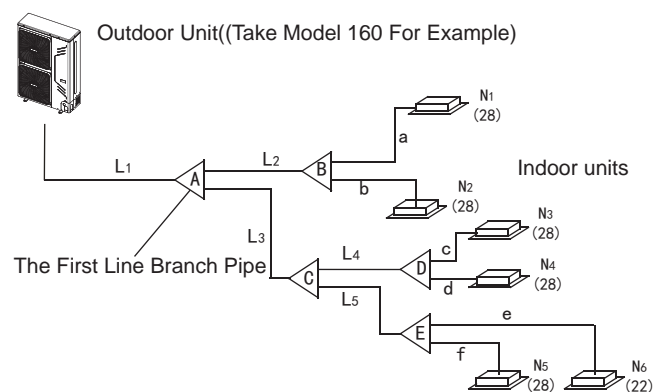 Outdoor Unit((Take Model 160 For Example)
N1
(28)
a
L1
A
L2
B
b
N2
(28)
Indoor units
L3
The First Line Branch Pipe
L4
C
L5
D
c
N3
(28)
d
N4
(28)
E
e
f
N5
(28)
N6
(22)